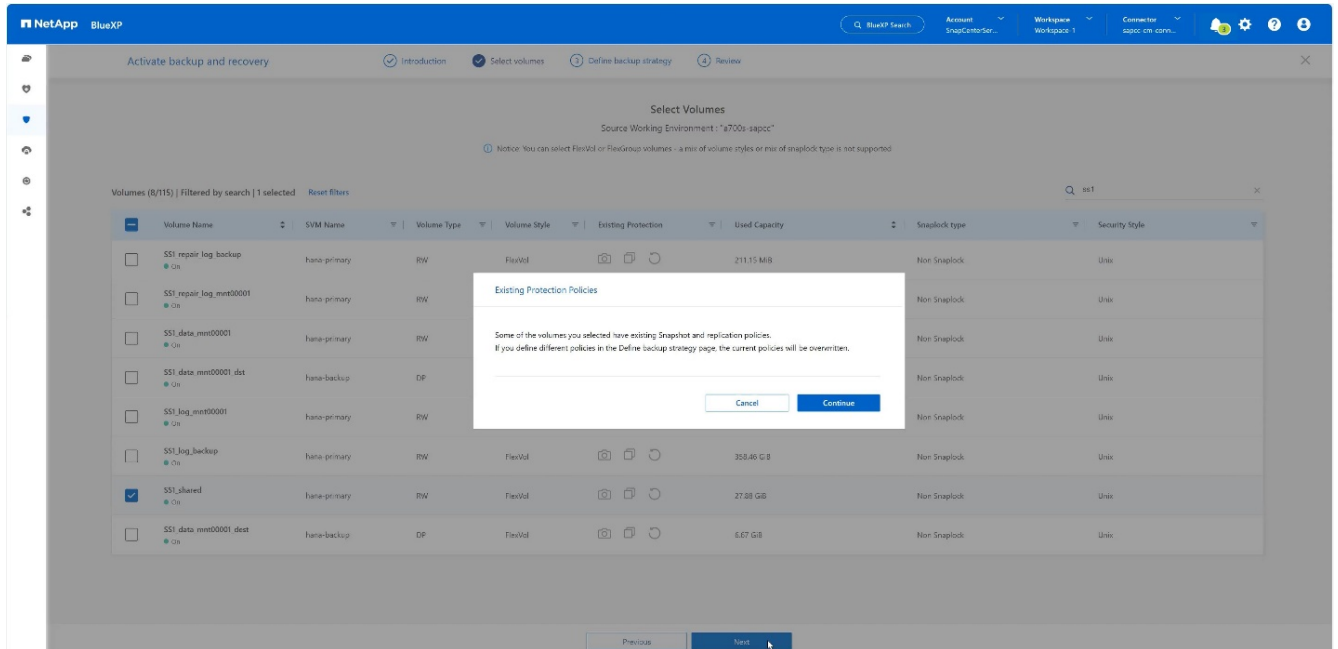 NetApp BlueXP
BlueXP Search
Account
SnapCenterSer...
Workspace
Workspace-1
Connector
sapcc-cm-conn...
3
Activate backup and recovery
Introduction
Select volumes
3 Define backup strategy
4 Review
Select Volumes
Source Working Environment : "a700s-sapcc"
Notice: You can select FlexVol or FlexGroup volumes - a mix of volume styles or mix of snaplock type is not supported
Volumes (8/115) | Filtered by search | 1 selected Reset filters
ss1
Volume Name SVM Name Volume Type Volume Style Existing Protection Used Capacity Snaplock type Security Style
SS1_repair_log_backup
On
hana-primary RW FlexVol 211.15 MiB Non Snaplock Unix
SS1_repair_log_mnt00001
On
hana-primary RW Non Snaplock Unix
SS1_data_mnt00001
On
hana-primary RW Non Snaplock Unix
SS1_data_mnt00001_dst
On
hana-backup DP Non Snaplock Unix
SS1_log_mnt00001
On
hana-primary RW Non Snaplock Unix
SS1_log_backup
On
hana-primary RW FlexVol 358.46 GiB Non Snaplock Unix
SS1_shared
On
hana-primary RW FlexVol 27.88 GiB Non Snaplock Unix
SS1_data_mnt00001_dest
On
hana-backup DP FlexVol 6.67 GiB Non Snaplock Unix
Existing Protection Policies
Some of the volumes you selected have existing Snapshot and replication policies.
If you define different policies in the Define backup strategy page, the current policies will be overwritten.
Cancel Continue
Previous Next